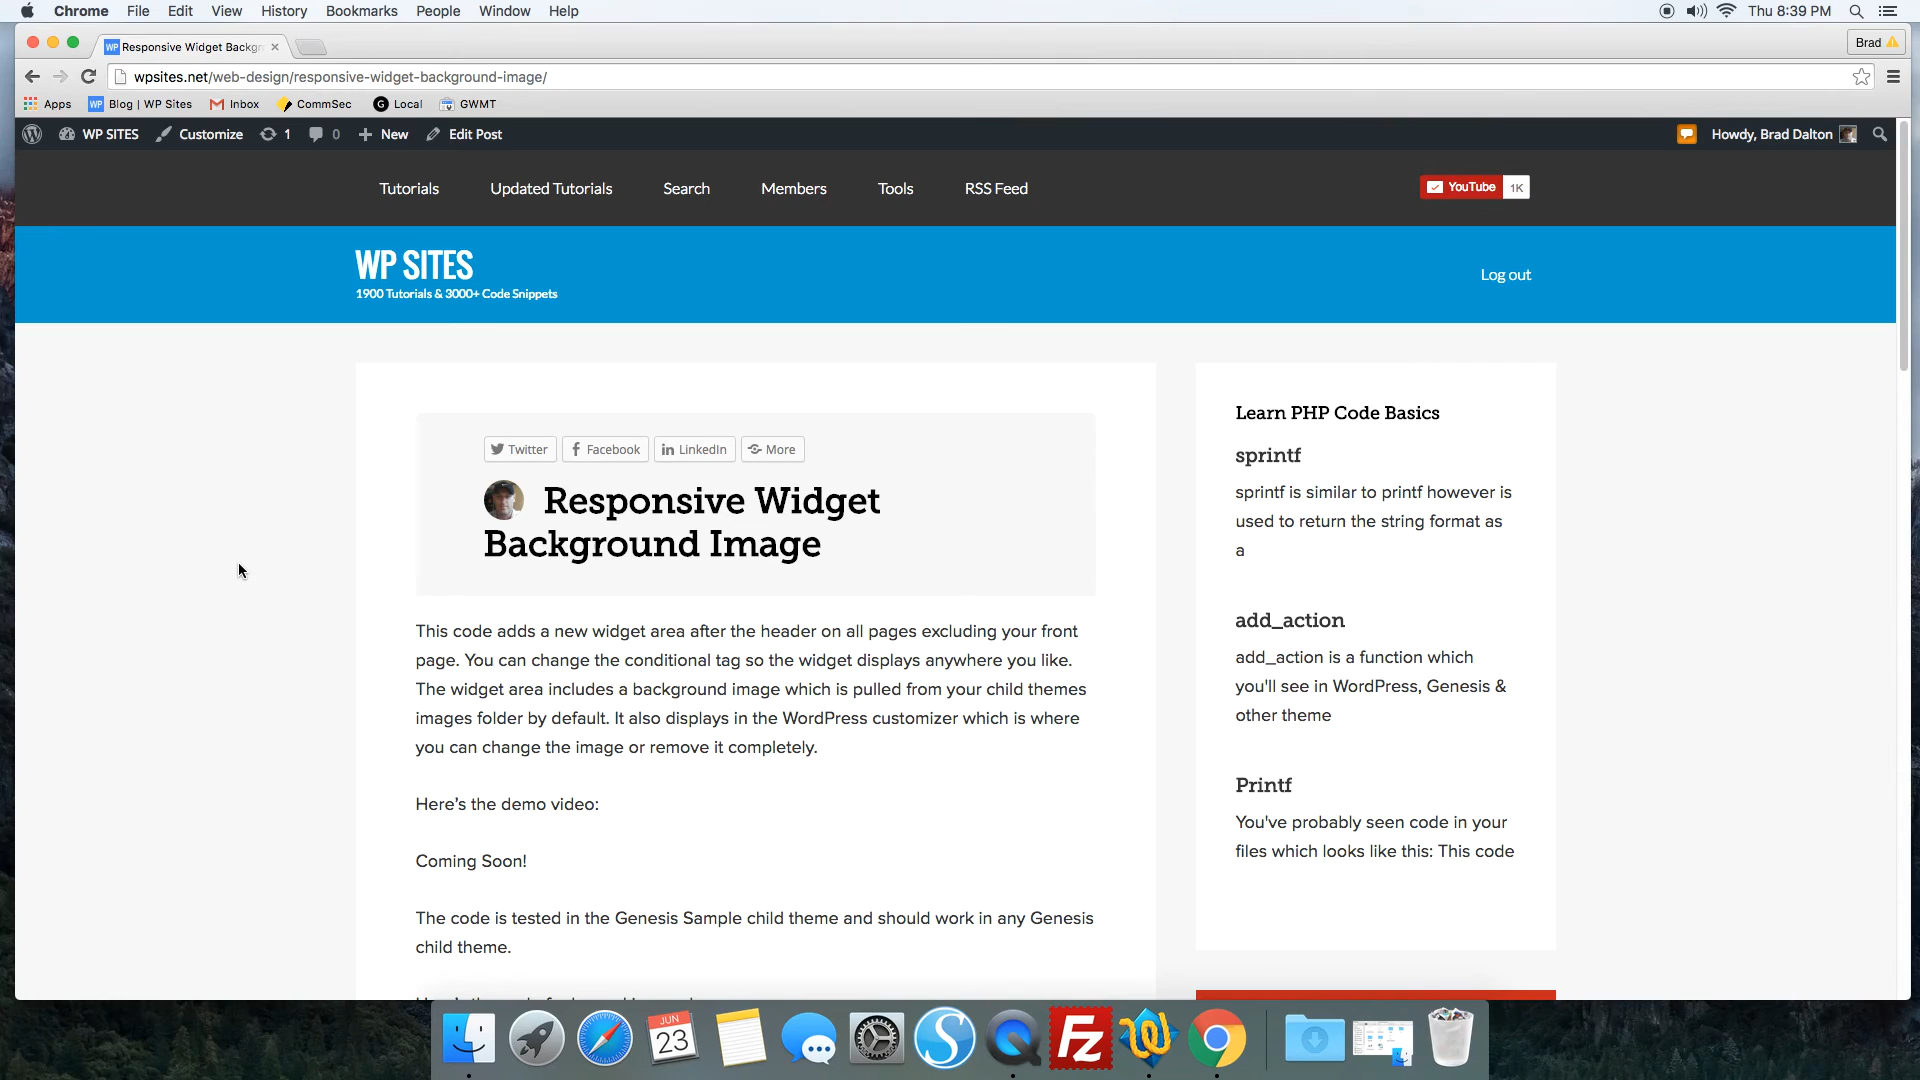 Chrome File Edit View History Bookmarks People Window Help Thu 8:39 PM
WP Responsive Widget Backgr Brad
wpsites.net/web-design/responsive-widget-background-image/
Apps WP Blog | WP Sites Inbox CommSec G Local GWMT
WP SITES Customize 1 0 New Edit Post Howdy, Brad Dalton
Tutorials Updated Tutorials Search Members Tools RSS Feed YouTube 1K
WP SITES
1900 Tutorials & 3000+ Code Snippets
Log out
Twitter Facebook LinkedIn More
Responsive Widget
Background Image
This code adds a new widget area after the header on all pages excluding your front
page. You can change the conditional tag so the widget displays anywhere you like.
The widget area includes a background image which is pulled from your child themes
images folder by default. It also displays in the WordPress customizer which is where
you can change the image or remove it completely.
Here's the demo video:
Coming Soon!
The code is tested in the Genesis Sample child theme and should work in any Genesis
child theme.
Learn PHP Code Basics
sprintf
sprintf is similar to printf however is
used to return the string format as
a
add_action
add_action is a function which
you'll see in WordPress, Genesis &
other theme
Printf
You've probably seen code in your
files which looks like this: This code
JUN
23
S
FZ